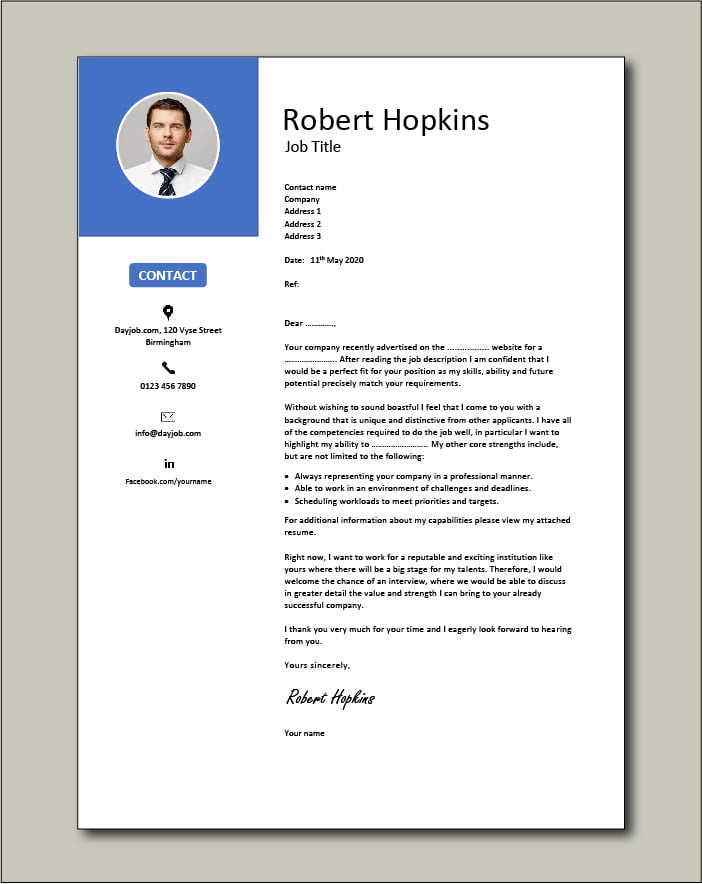 Robert Hopkins
Job Title
CONTACT
Dayjob.com, 120 Vyse Street
Birmingham
0123 456 7890
info@dayjob.com
in
Facebook.com/yourname
Contact name
Company
Address 1
Address 2
Address 3
Date: 11th May 2020
Ref:
Dear ………….,
Your company recently advertised on the ................. website for a
…………………... After reading the job description I am confident that I
would be a perfect fit for your position as my skills, ability and future
potential precisely match your requirements.
Without wishing to sound boastful I feel that I come to you with a
background that is unique and distinctive from other applicants. I have all
of the competencies required to do the job well, in particular I want to
highlight my ability to …………………….. My other core strengths include,
but are not limited to the following:
• Always representing your company in a professional manner.
• Able to work in an environment of challenges and deadlines.
• Scheduling workloads to meet priorities and targets.
For additional information about my capabilities please view my attached
resume.
Right now, I want to work for a reputable and exciting institution like
yours where there will be a big stage for my talents. Therefore, I would
welcome the chance of an interview, where we would be able to discuss
in greater detail the value and strength I can bring to your already
successful company.
I thank you very much for your time and I eagerly look forward to hearing
from you.
Yours sincerely,
Robert Hopkins
Your name